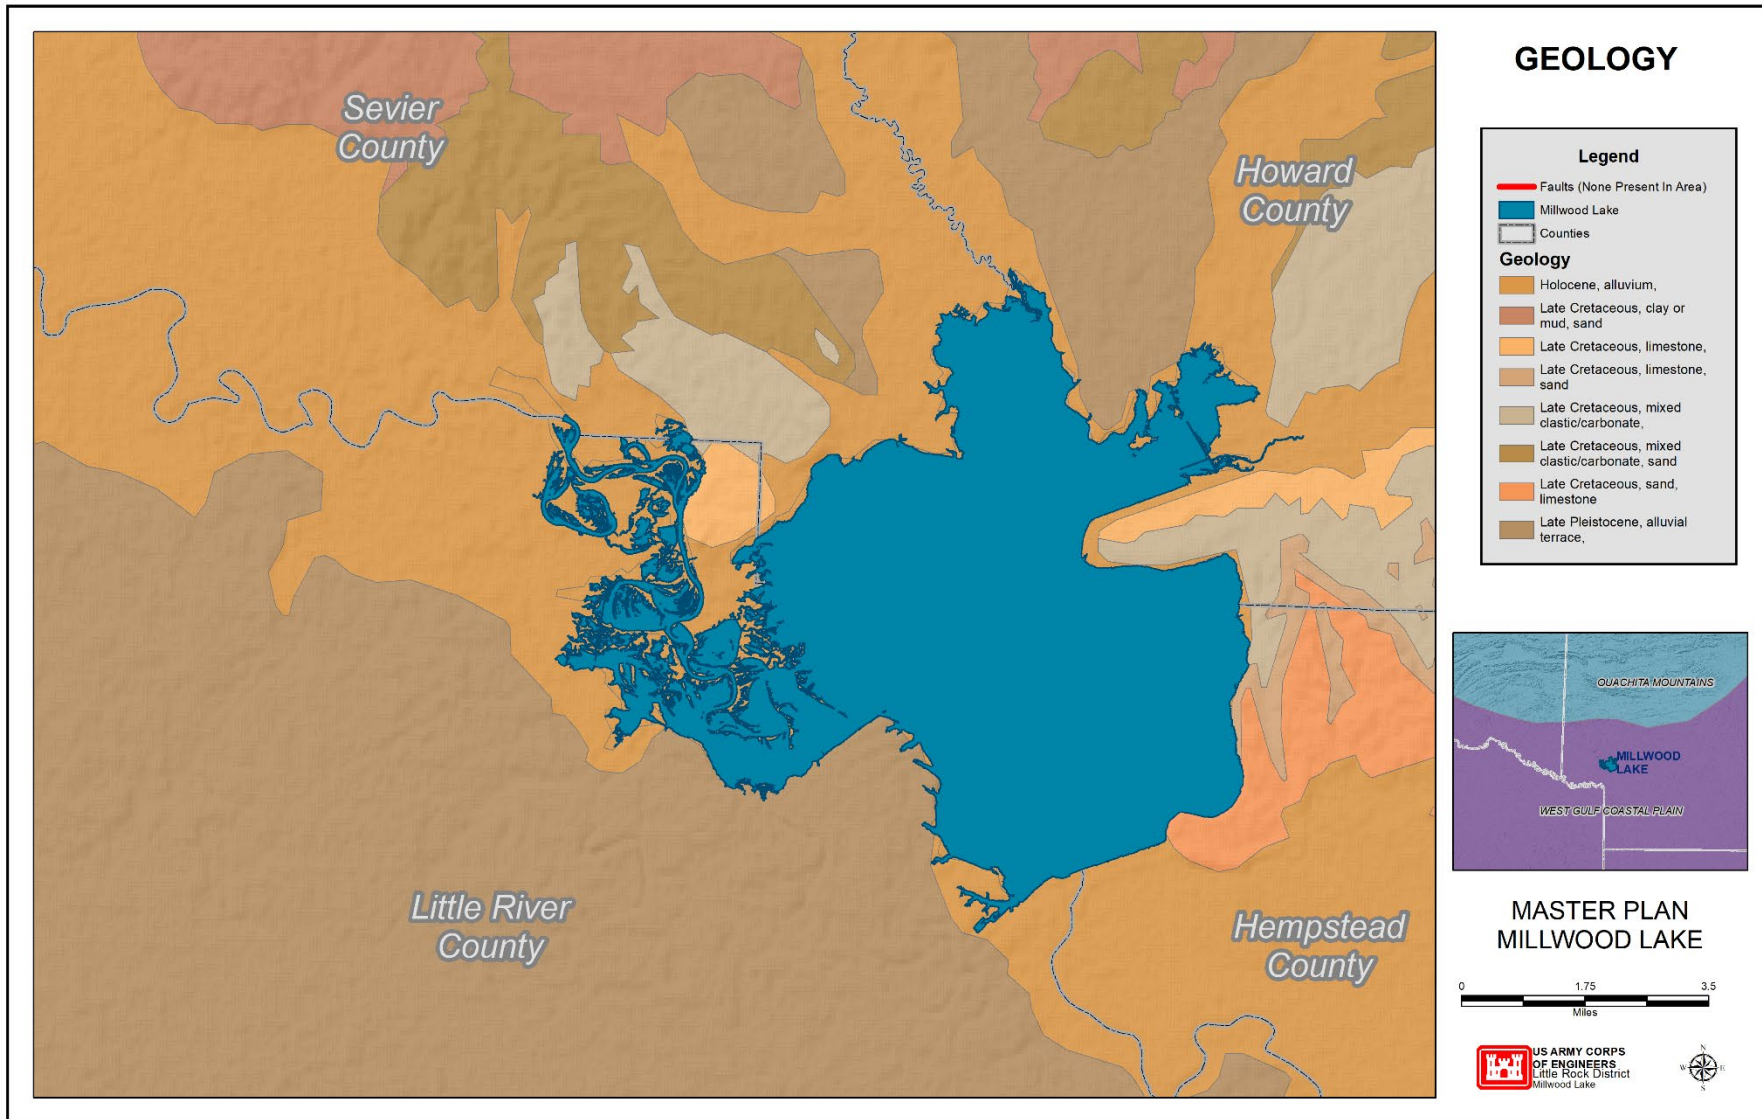 GEOLOGY
Sevier
County
Howard
County
Little River
County
Hempstead
County
Legend
Faults (None Present In Area)
Millwood Lake
Counties
Geology
Holocene, alluvium,
Late Cretaceous, clay or
mud, sand
Late Cretaceous, limestone,
Late Cretaceous, limestone,
sand
Late Cretaceous, mixed
clastic/carbonate,
Late Cretaceous, mixed
clastic/carbonate, sand
Late Cretaceous, sand,
limestone
Late Pleistocene, alluvial
terrace,
OUACHITA MOUNTAINS
MILLWOOD
LAKE
WEST GULF COASTAL PLAIN
MASTER PLAN
MILLWOOD LAKE
0 1.75 3.5
Miles
US ARMY CORPS
OF ENGINEERS
Little Rock District
Millwood Lake
N
W E
S